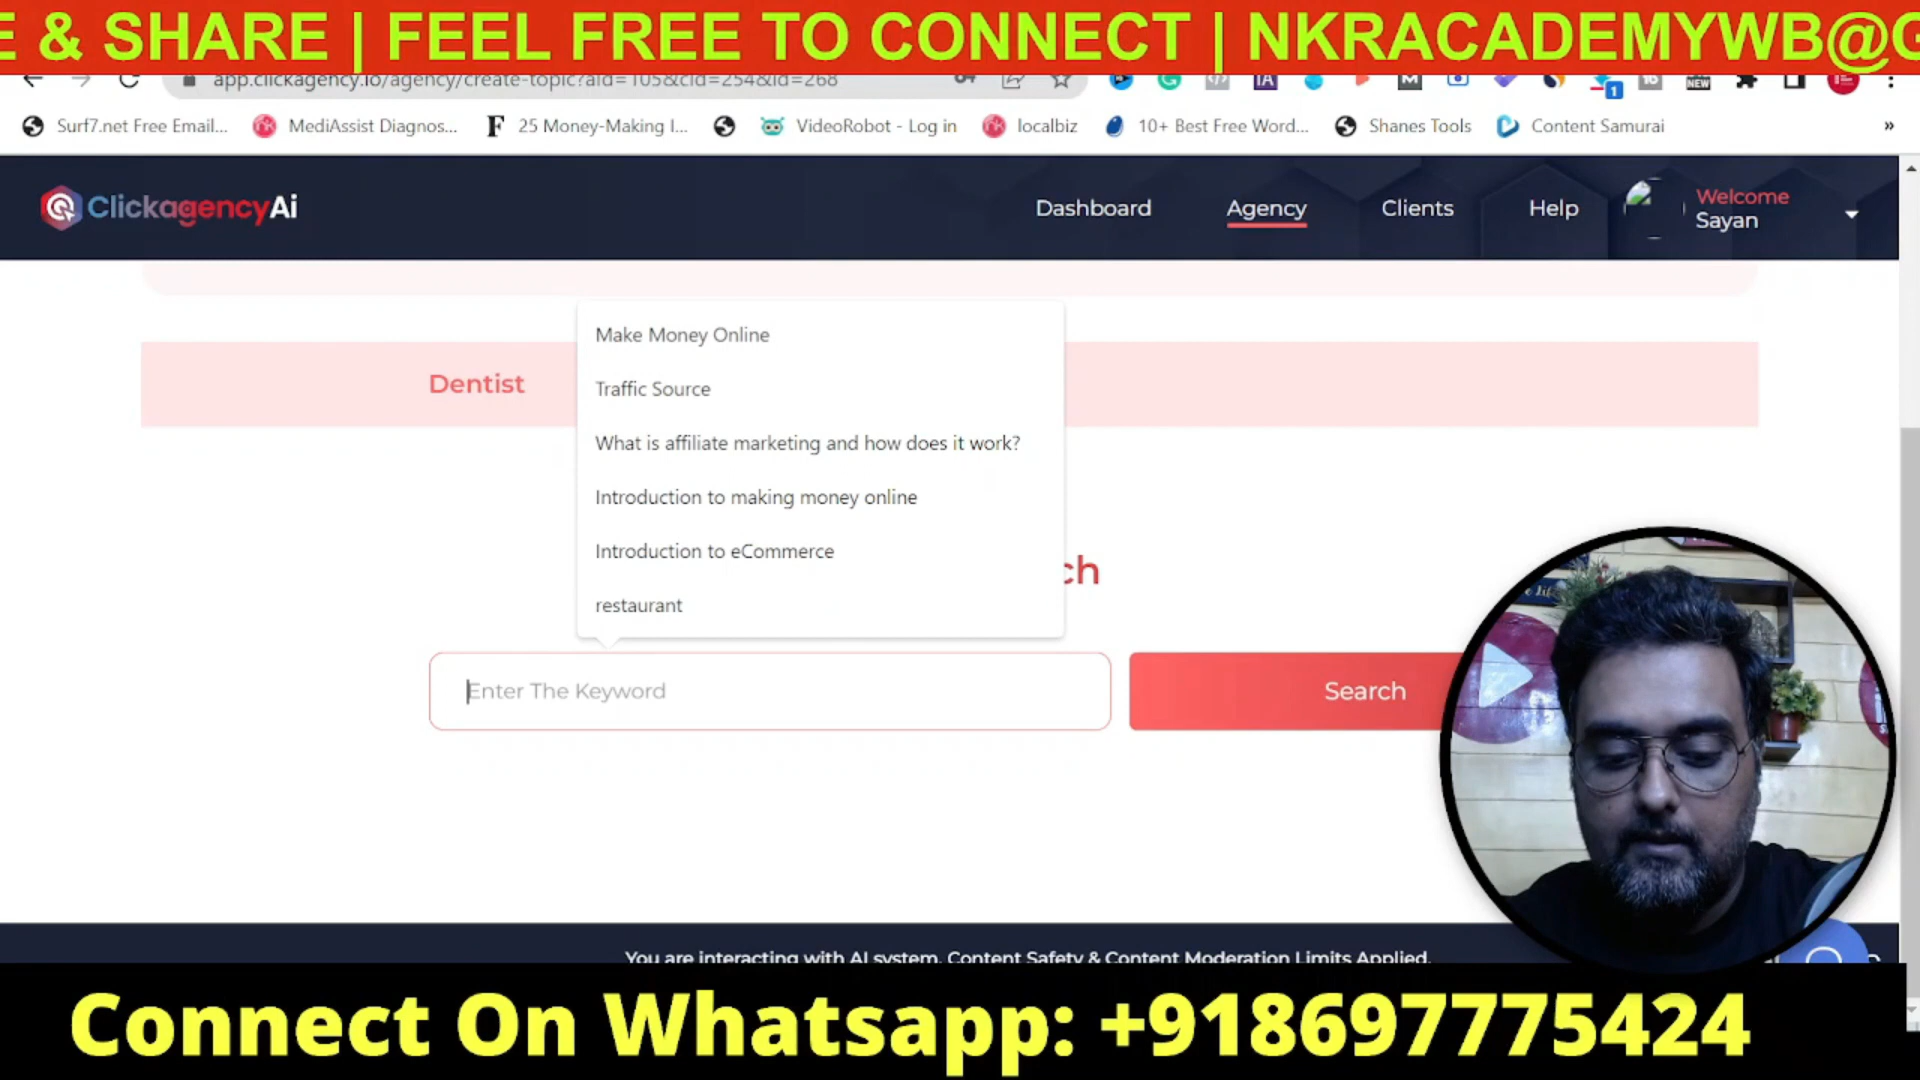 E & SHARE | FEEL FREE TO CONNECT | NKRACADEMYWB@G
app.clickagency.io/agency/create-topic?aid=105&cid=254&id=268
Surf7.net Free Email... MediAssist Diagnos... 25 Money-Making I... VideoRobot - Log in localbiz 10+ Best Free Word... Shanes Tools Content Samurai »
ClickagencyAi Dashboard Agency Clients Help Welcome
Sayan
Make Money Online
Dentist
Traffic Source
What is affiliate marketing and how does it work?
Introduction to making money online
Introduction to eCommerce
ch
restaurant
Enter The Keyword Search
You are interacting with AI system. Content Safety & Content Moderation Limits Applied.
Connect On Whatsapp: +918697775424